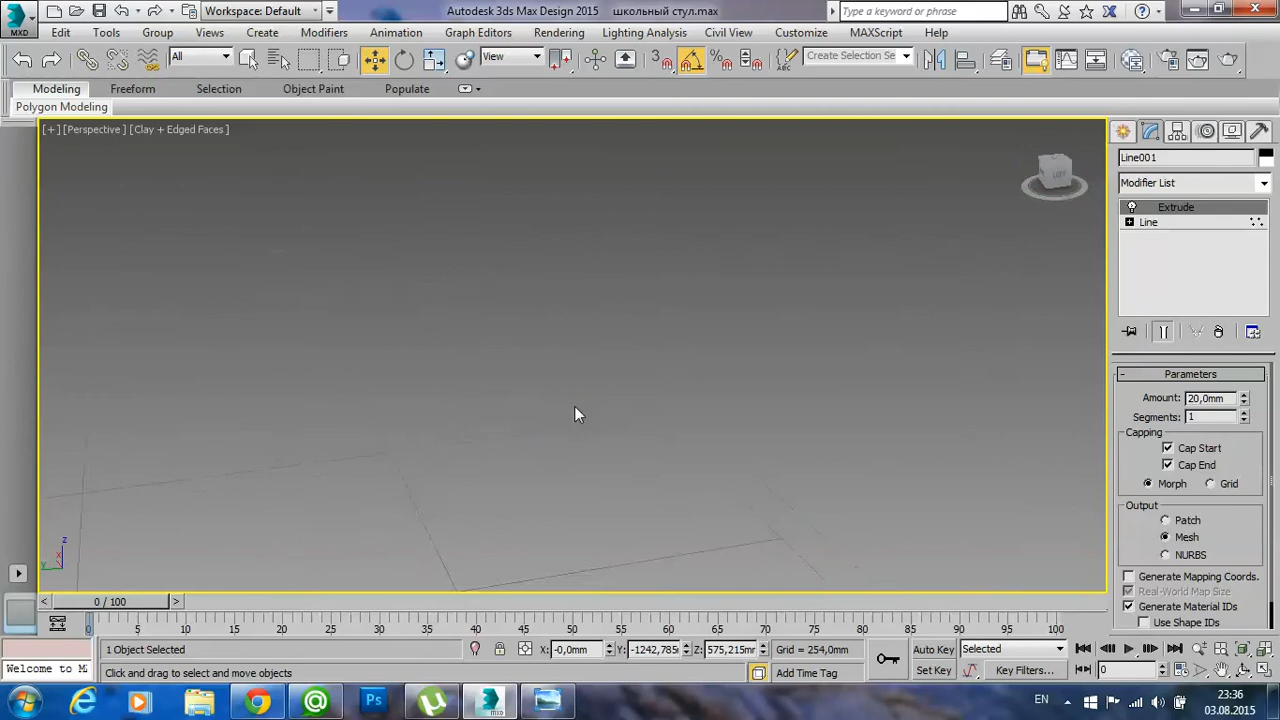 MXD Workspace: Default Autodesk 3ds Max Design 2015 школьный стул.max Type a keyword or phrase
Edit Tools Group Views Create Modifiers Animation Graph Editors Rendering Lighting Analysis Civil View Customize MAXScript Help
All View 3 Create Selection Se
Modeling Freeform Selection Object Paint Populate
Polygon Modeling
[+] [Perspective] [Clay + Edged Faces]
Line001
Modifier List
Extrude
Line
Parameters
Amount: 20,0mm
Segments: 1
Capping
Cap Start
Cap End
Morph Grid
Output
Patch
Mesh
NURBS
Generate Mapping Coords.
Real-World Map Size
Generate Material IDs
Use Shape IDs
z
x
y
< 0 / 100 >
0 5 10 15 20 25 30 35 40 45 50 55 60 65 70 75 80 85 90 95 100
1 Object Selected X: -0,0mm Y: -1242,785 Z: 575,215mm Grid = 254,0mm Auto Key Selected
Welcome to M Click and drag to select and move objects Add Time Tag Set Key Key Filters... 0
Ps MXD EN 23:36
03.08.2015